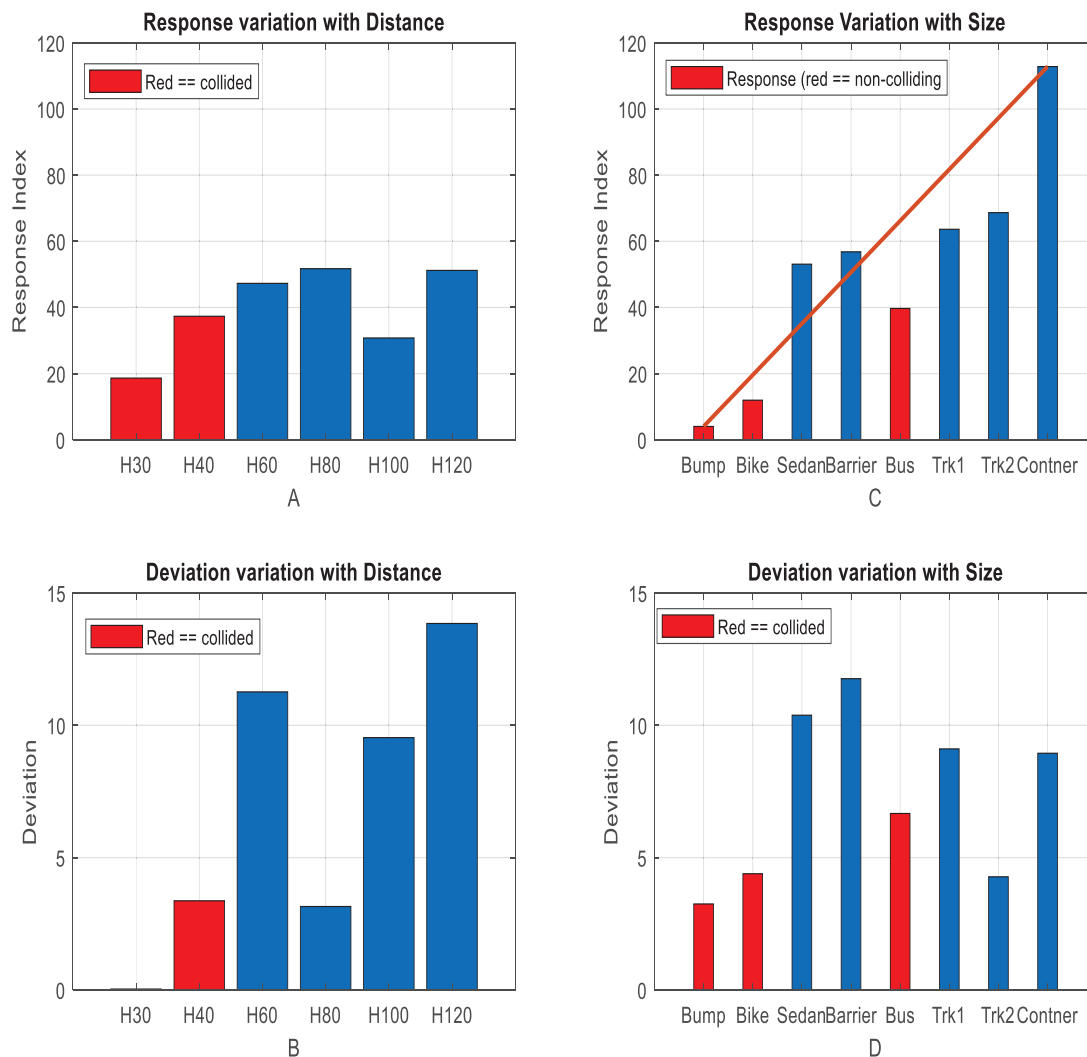 Response variation with Distance
120
100
80
60
40
20
0
Response Index
Red == collided
H30 H40 H60 H80 H100 H120
A
Response Variation with Size
120
100
80
60
40
20
0
Response Index
Response (red == non-colliding
Bump Bike Sedan Barrier Bus Trk1 Trk2 Contner
C
Deviation variation with Distance
15
10
5
0
Deviation
Red == collided
H30 H40 H60 H80 H100 H120
B
Deviation variation with Size
15
10
5
0
Deviation
Red == collided
Bump Bike Sedan Barrier Bus Trk1 Trk2 Contner
D